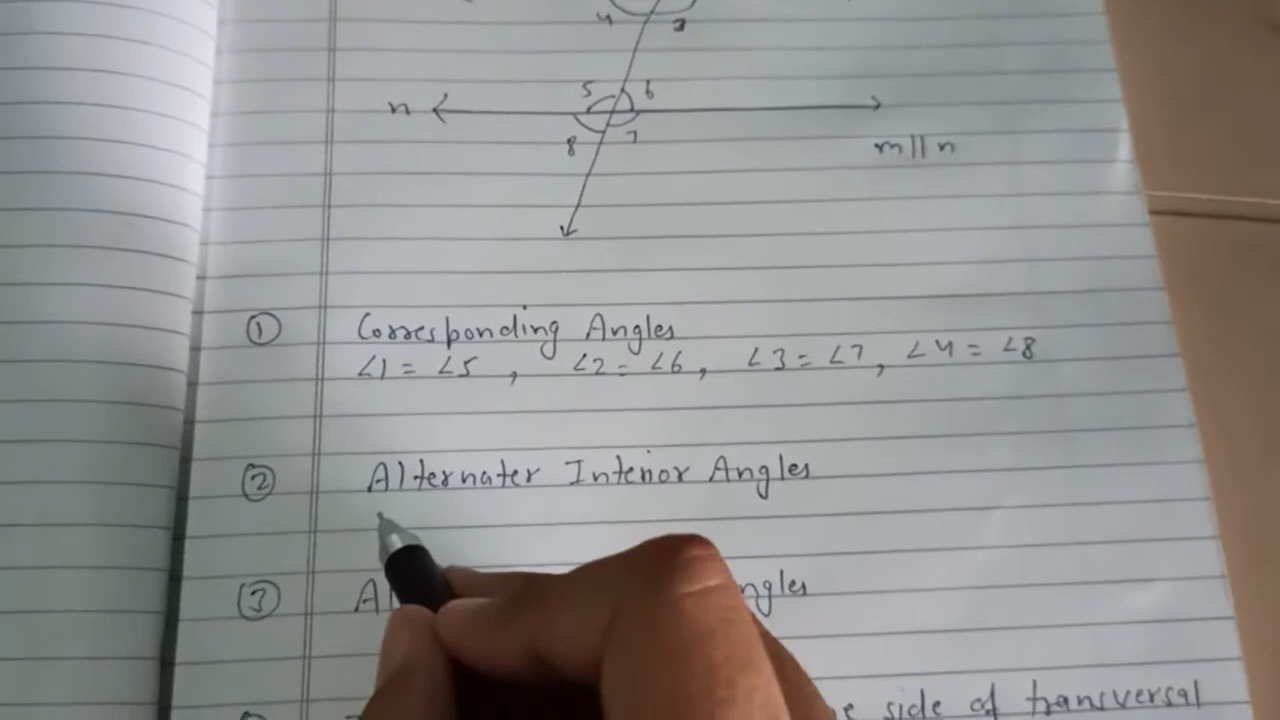 4 3
5 6
n
8 7
m || n
① Corresponding Angles
∠1 = ∠5 , ∠2 = ∠6 , ∠3 = ∠7 , ∠4 = ∠8
② Alternater Interior Angles
③
side of transversal